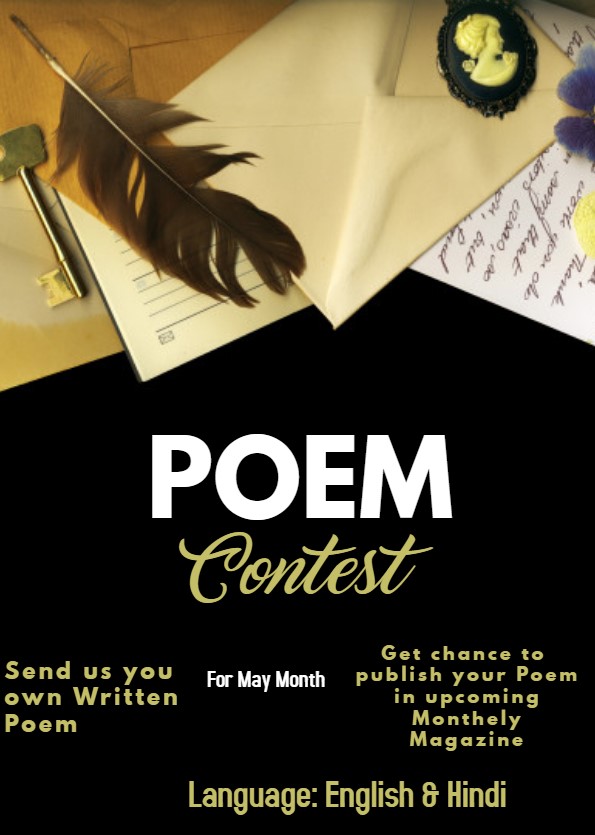 POEM
Contest
Send us you
own Written
Poem
For May Month
Get chance to
publish your Poem
in upcoming
Monthely
Magazine
Language: English & Hindi